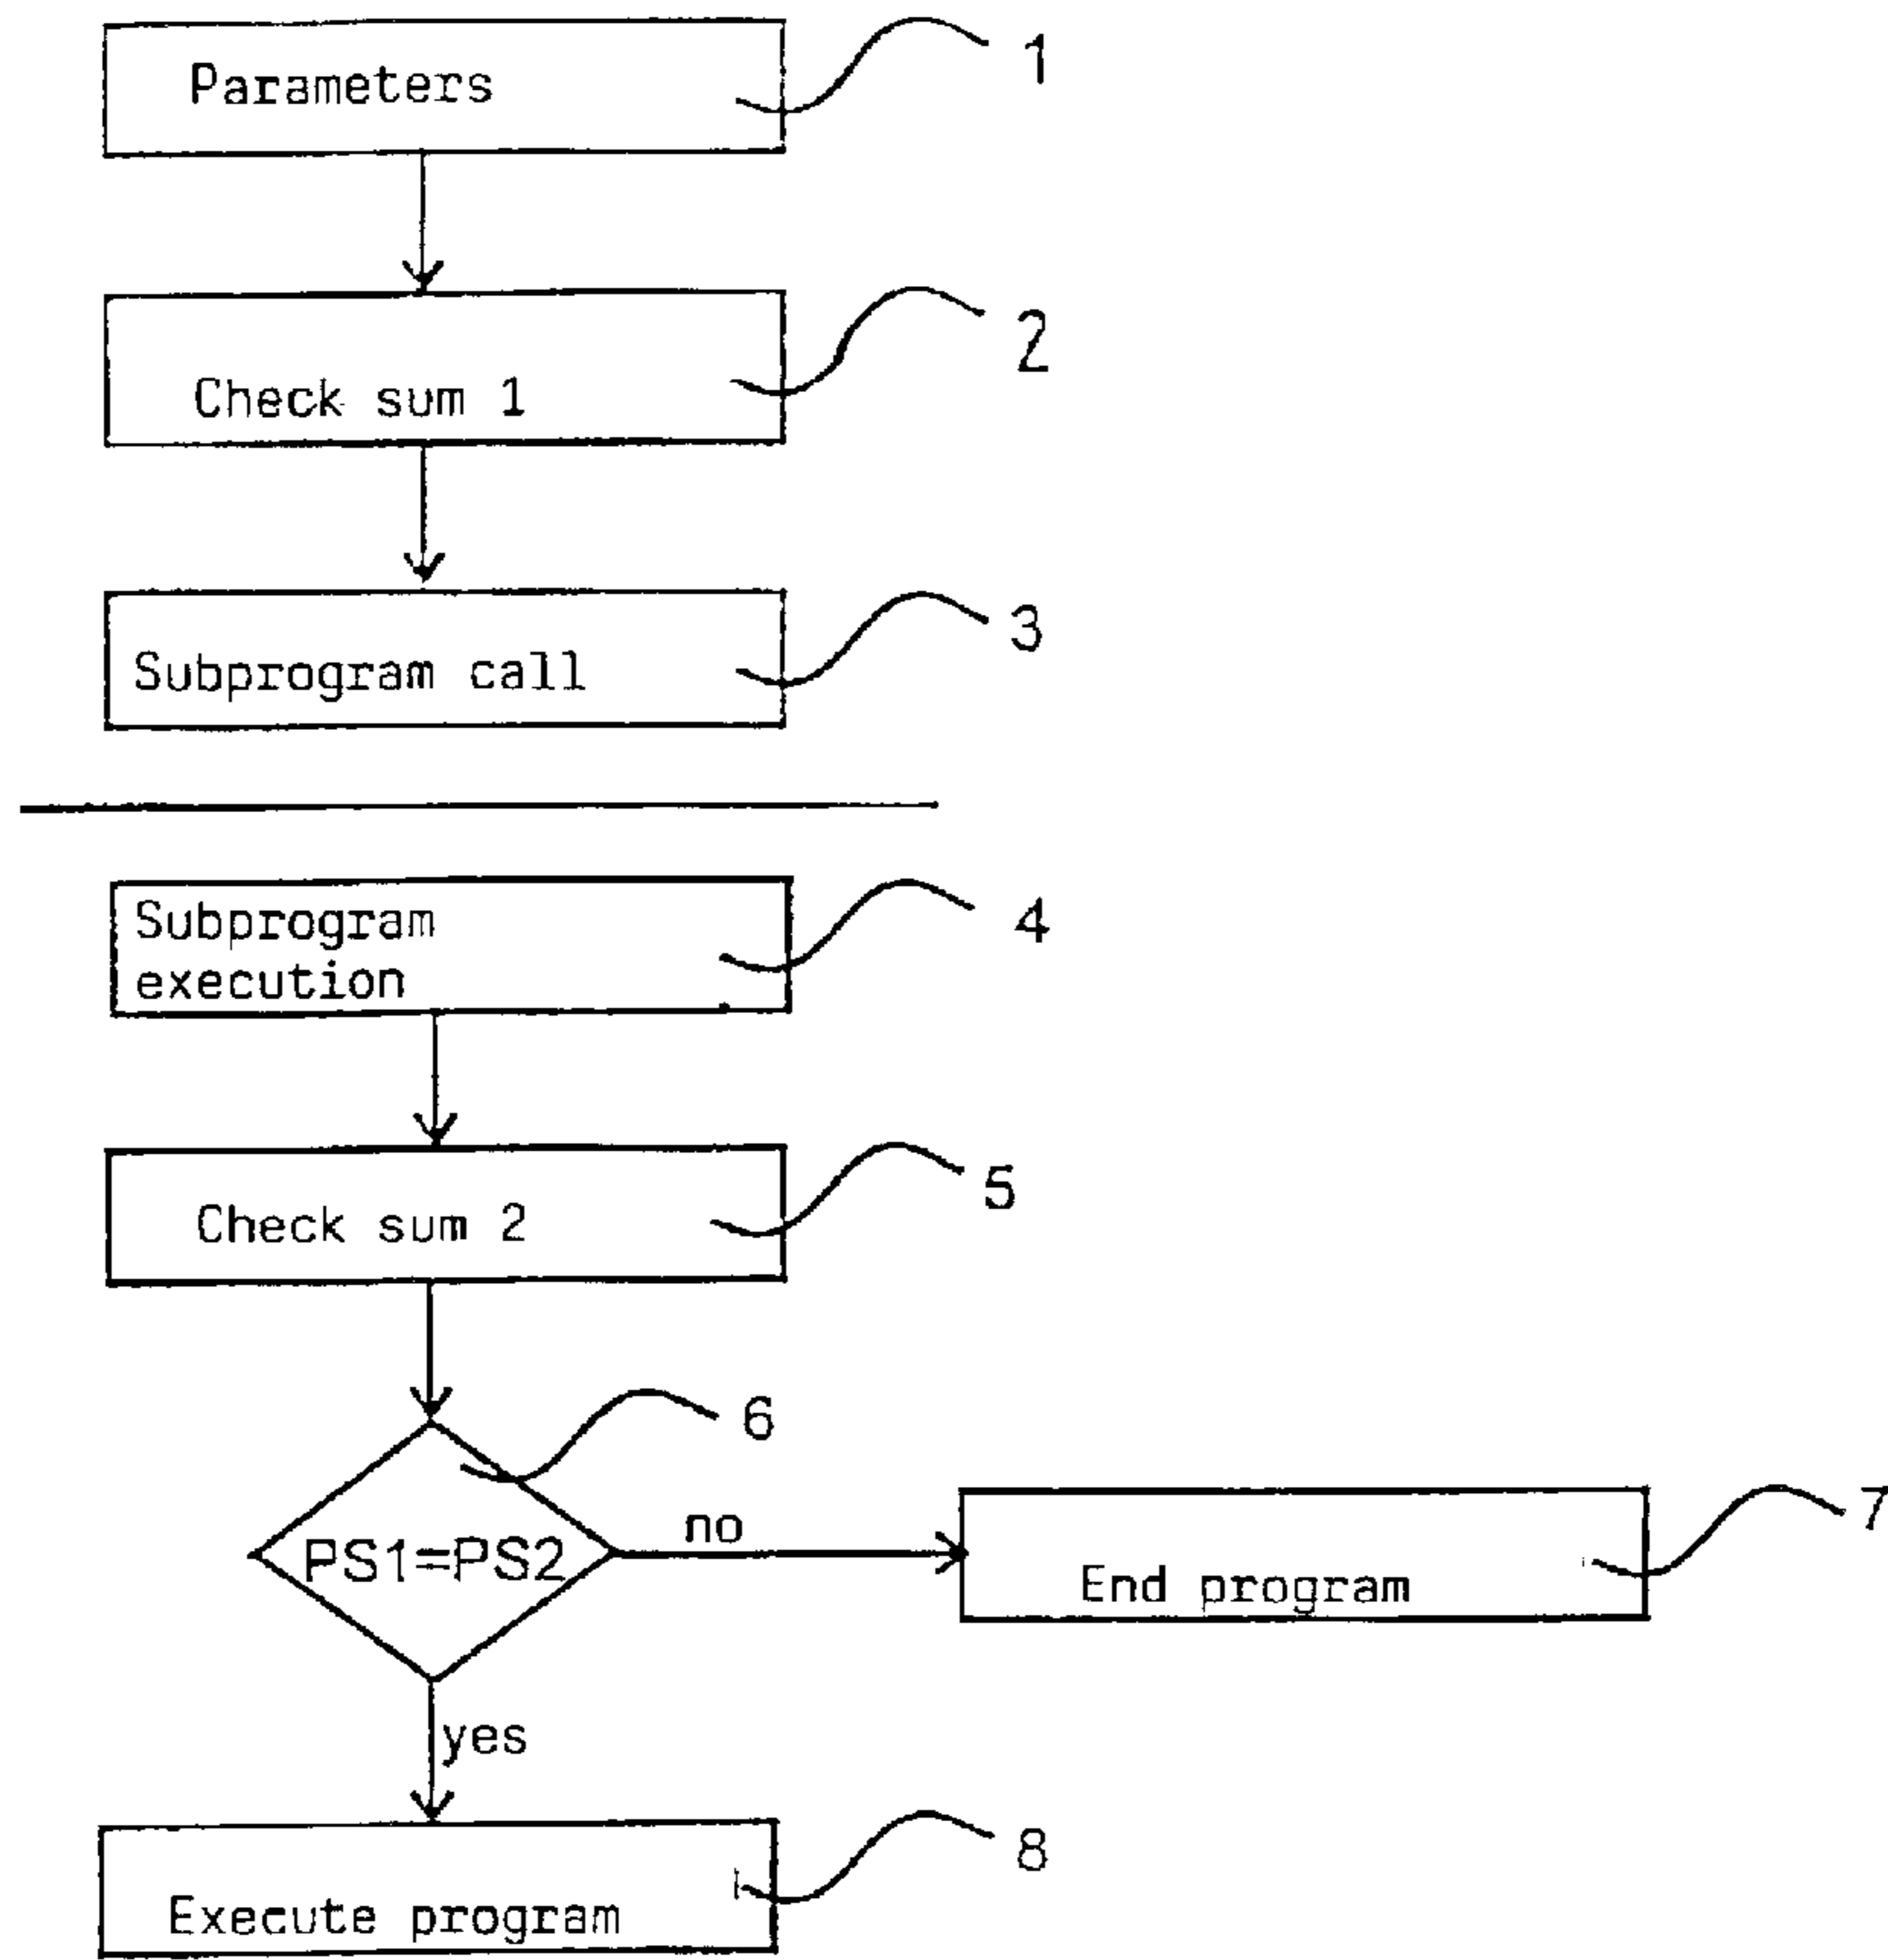 Parameters
1
Check sum 1
2
Subprogram call
3
Subprogram
execution
4
Check sum 2
5
6
PS1=PS2
no
End program
7
yes
Execute program
8